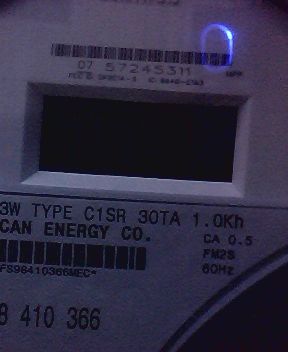 07 57245311
3W TYPE C1SR 30TA 1.0Kh
CAN ENERGY CO.
CA 0.5
FM2S
60Hz
FS98410366MEC*
8 410 366